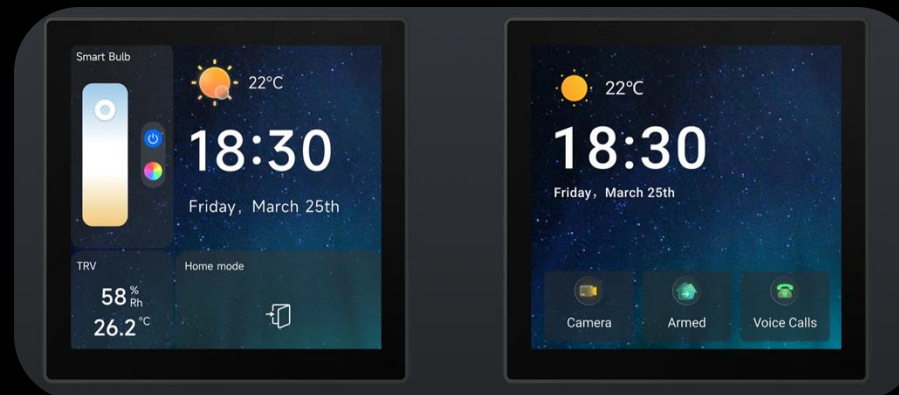 Smart Bulb
22°C
18:30
Friday, March 25th
TRV
58 % Rh
26.2 °C
Home mode
22°C
18:30
Friday, March 25th
Camera
Armed
Voice Calls